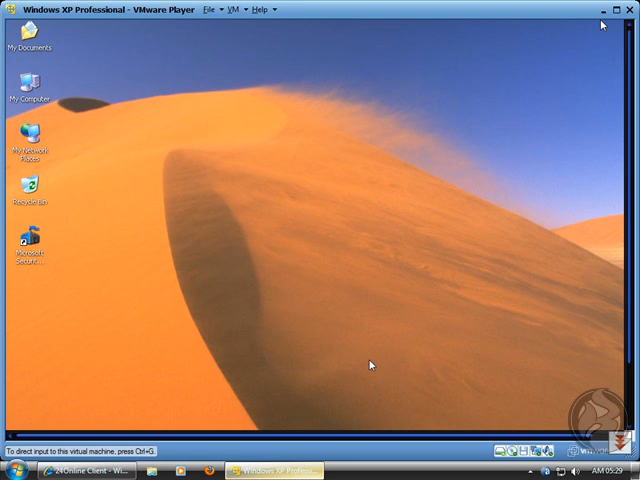 Windows XP Professional - VMware Player File VM Help
My Documents
My Computer
My Network
Places
Recycle Bin
Microsoft
Securit...
To direct input to this virtual machine, press Ctrl+G.
24Online Client - Wi...
Windows XP Professi...
AM 05:29